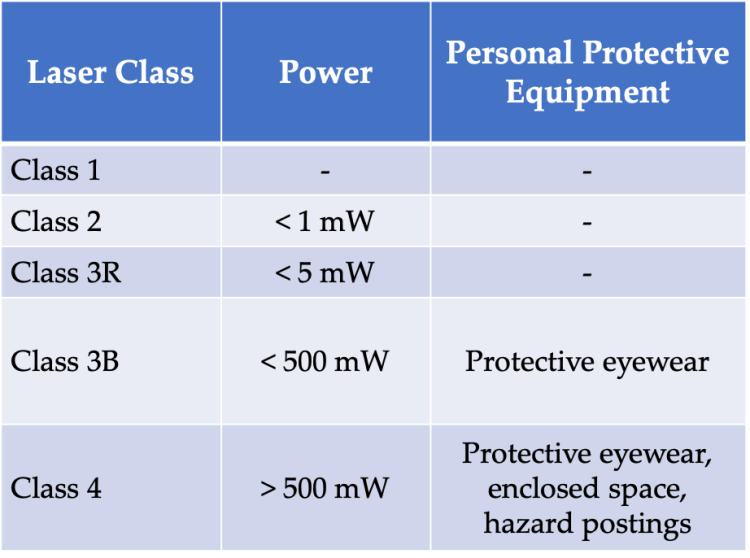 Laser Class
Power
Personal Protective
Equipment
Class 1
-
-
Class 2
< 1 mW
-
Class 3R
< 5 mW
-
Class 3B
< 500 mW
Protective eyewear
Class 4
> 500 mW
Protective eyewear,
enclosed space,
hazard postings